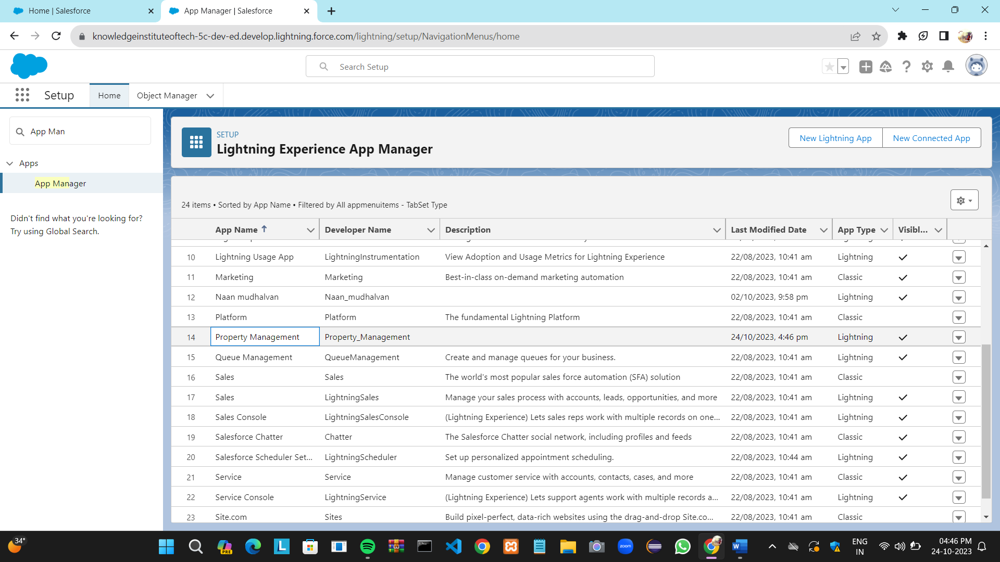 Home | Salesforce
App Manager | Salesforce
knowledgeinstituteoftech-5c-dev-ed.develop.lightning.force.com/lightning/setup/NavigationMenus/home
Search Setup
Setup
Home
Object Manager
App Man
Apps
App Manager
Didn't find what you're looking for?
Try using Global Search.
SETUP
Lightning Experience App Manager
New Lightning App
New Connected App
24 items • Sorted by App Name • Filtered by All appmenuitems - TabSet Type
App Name Developer Name Description Last Modified Date App Type Visibl...
10 Lightning Usage App LightningInstrumentation View Adoption and Usage Metrics for Lightning Experience 22/08/2023, 10:41 am Lightning
11 Marketing Marketing Best-in-class on-demand marketing automation 22/08/2023, 10:41 am Classic
12 Naan mudhalvan Naan_mudhalvan 02/10/2023, 9:58 pm Lightning
13 Platform Platform The fundamental Lightning Platform 22/08/2023, 10:41 am Classic
14 Property Management Property_Management 24/10/2023, 4:46 pm Lightning
15 Queue Management QueueManagement Create and manage queues for your business. 22/08/2023, 10:41 am Lightning
16 Sales Sales The world's most popular sales force automation (SFA) solution 22/08/2023, 10:41 am Classic
17 Sales LightningSales Manage your sales process with accounts, leads, opportunities, and more 22/08/2023, 10:41 am Lightning
18 Sales Console LightningSalesConsole (Lightning Experience) Lets sales reps work with multiple records on one... 22/08/2023, 10:41 am Lightning
19 Salesforce Chatter Chatter The Salesforce Chatter social network, including profiles and feeds 22/08/2023, 10:41 am Classic
20 Salesforce Scheduler Set... LightningScheduler Set up personalized appointment scheduling. 22/08/2023, 10:44 am Lightning
21 Service Service Manage customer service with accounts, contacts, cases, and more 22/08/2023, 10:41 am Classic
22 Service Console LightningService (Lightning Experience) Lets support agents work with multiple records a... 22/08/2023, 10:41 am Lightning
23 Site.com Sites Build pixel-perfect, data-rich websites using the drag-and-drop Site.co... 22/08/2023, 10:41 am Classic
34°
PRE
L
zoom
W
ENG
IN
04:46 PM
24-10-2023